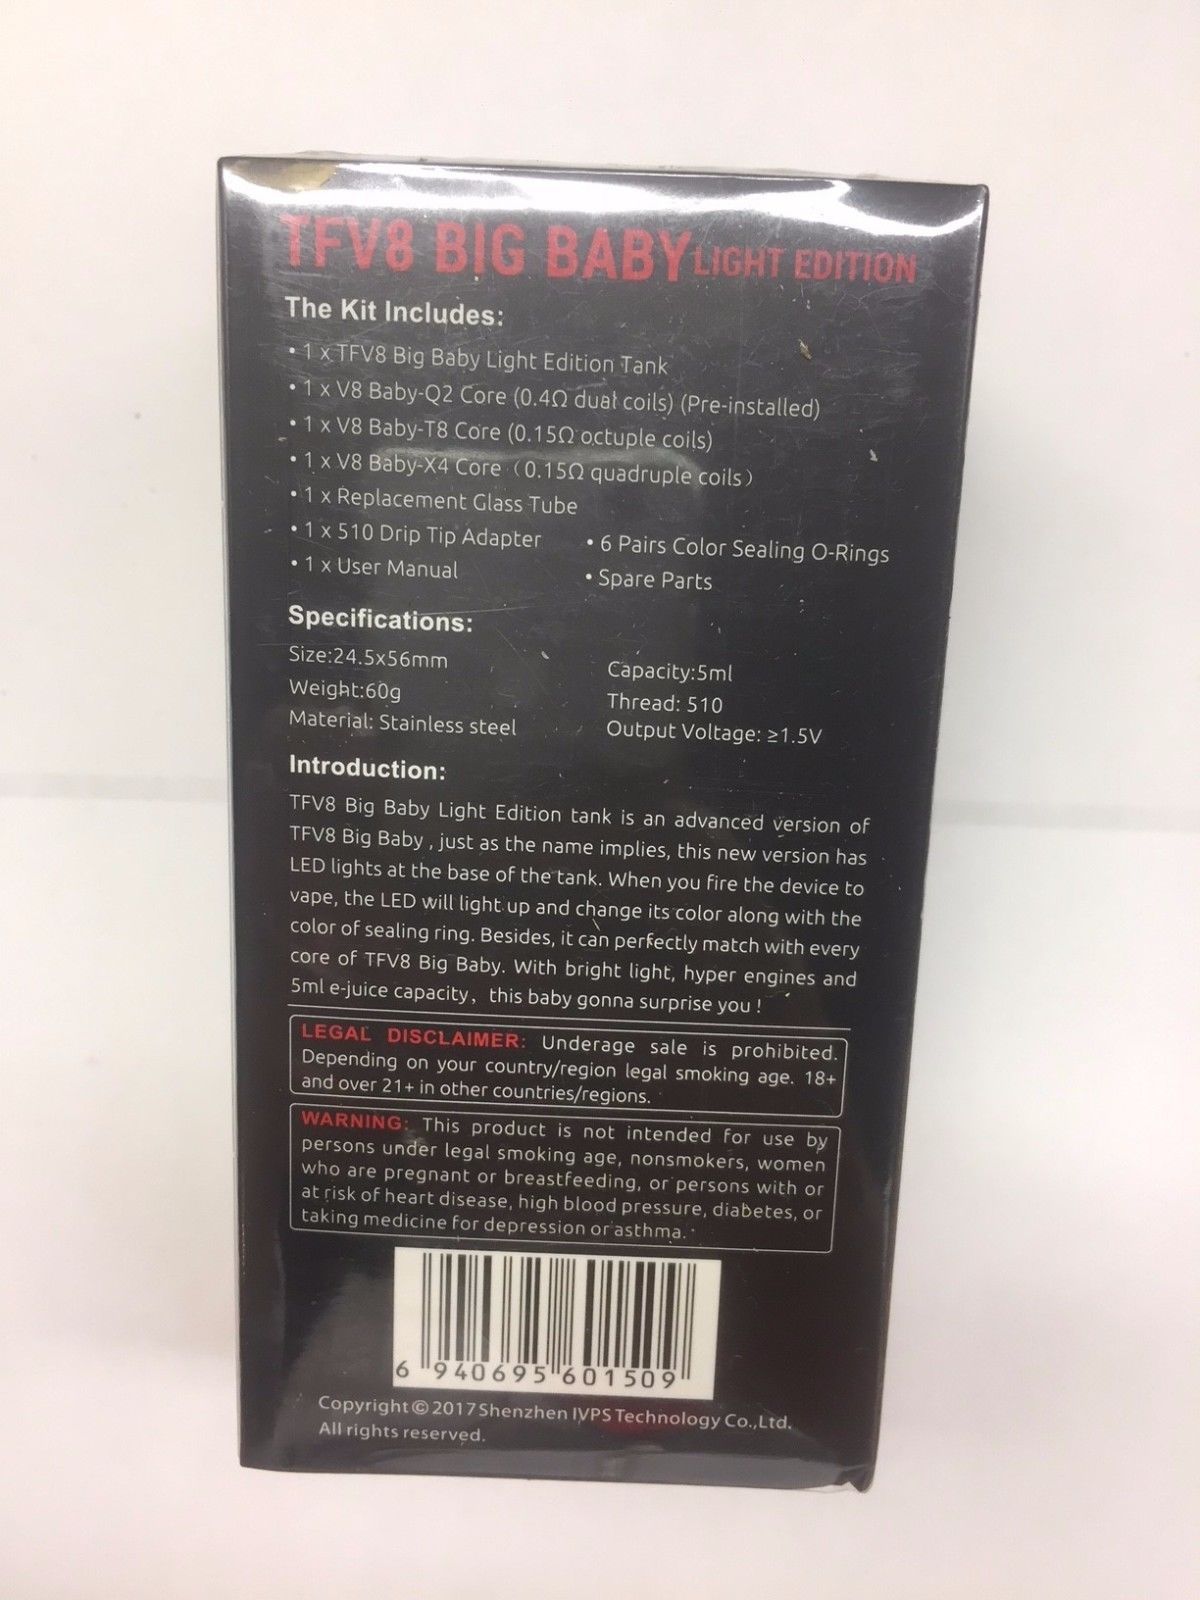 TFV8 BIG BABY LIGHT EDITION
The Kit Includes:
• 1 x TFV8 Big Baby Light Edition Tank
• 1 x V8 Baby-Q2 Core (0.4Ω dual coils) (Pre-installed)
• 1 x V8 Baby-T8 Core (0.15Ω octuple coils)
• 1 x V8 Baby-X4 Core （0.15Ω quadruple coils）
• 1 x Replacement Glass Tube
• 1 x 510 Drip Tip Adapter • 6 Pairs Color Sealing O-Rings
• 1 x User Manual • Spare Parts
Specifications:
Size:24.5x56mm Capacity:5ml
Weight:60g Thread: 510
Material: Stainless steel Output Voltage: ≥1.5V
Introduction:
TFV8 Big Baby Light Edition tank is an advanced version of
TFV8 Big Baby , just as the name implies, this new version has
LED lights at the base of the tank. When you fire the device to
vape, the LED will light up and change its color along with the
color of sealing ring. Besides, it can perfectly match with every
core of TFV8 Big Baby. With bright light, hyper engines and
5ml e-juice capacity，this baby gonna surprise you !
LEGAL DISCLAIMER: Underage sale is prohibited.
Depending on your country/region legal smoking age. 18+
and over 21+ in other countries/regions.
WARNING: This product is not intended for use by
persons under legal smoking age, nonsmokers, women
who are pregnant or breastfeeding, or persons with or
at risk of heart disease, high blood pressure, diabetes, or
taking medicine for depression or asthma.
6 940695 601509
Copyright © 2017 Shenzhen IVPS Technology Co.,Ltd.
All rights reserved.